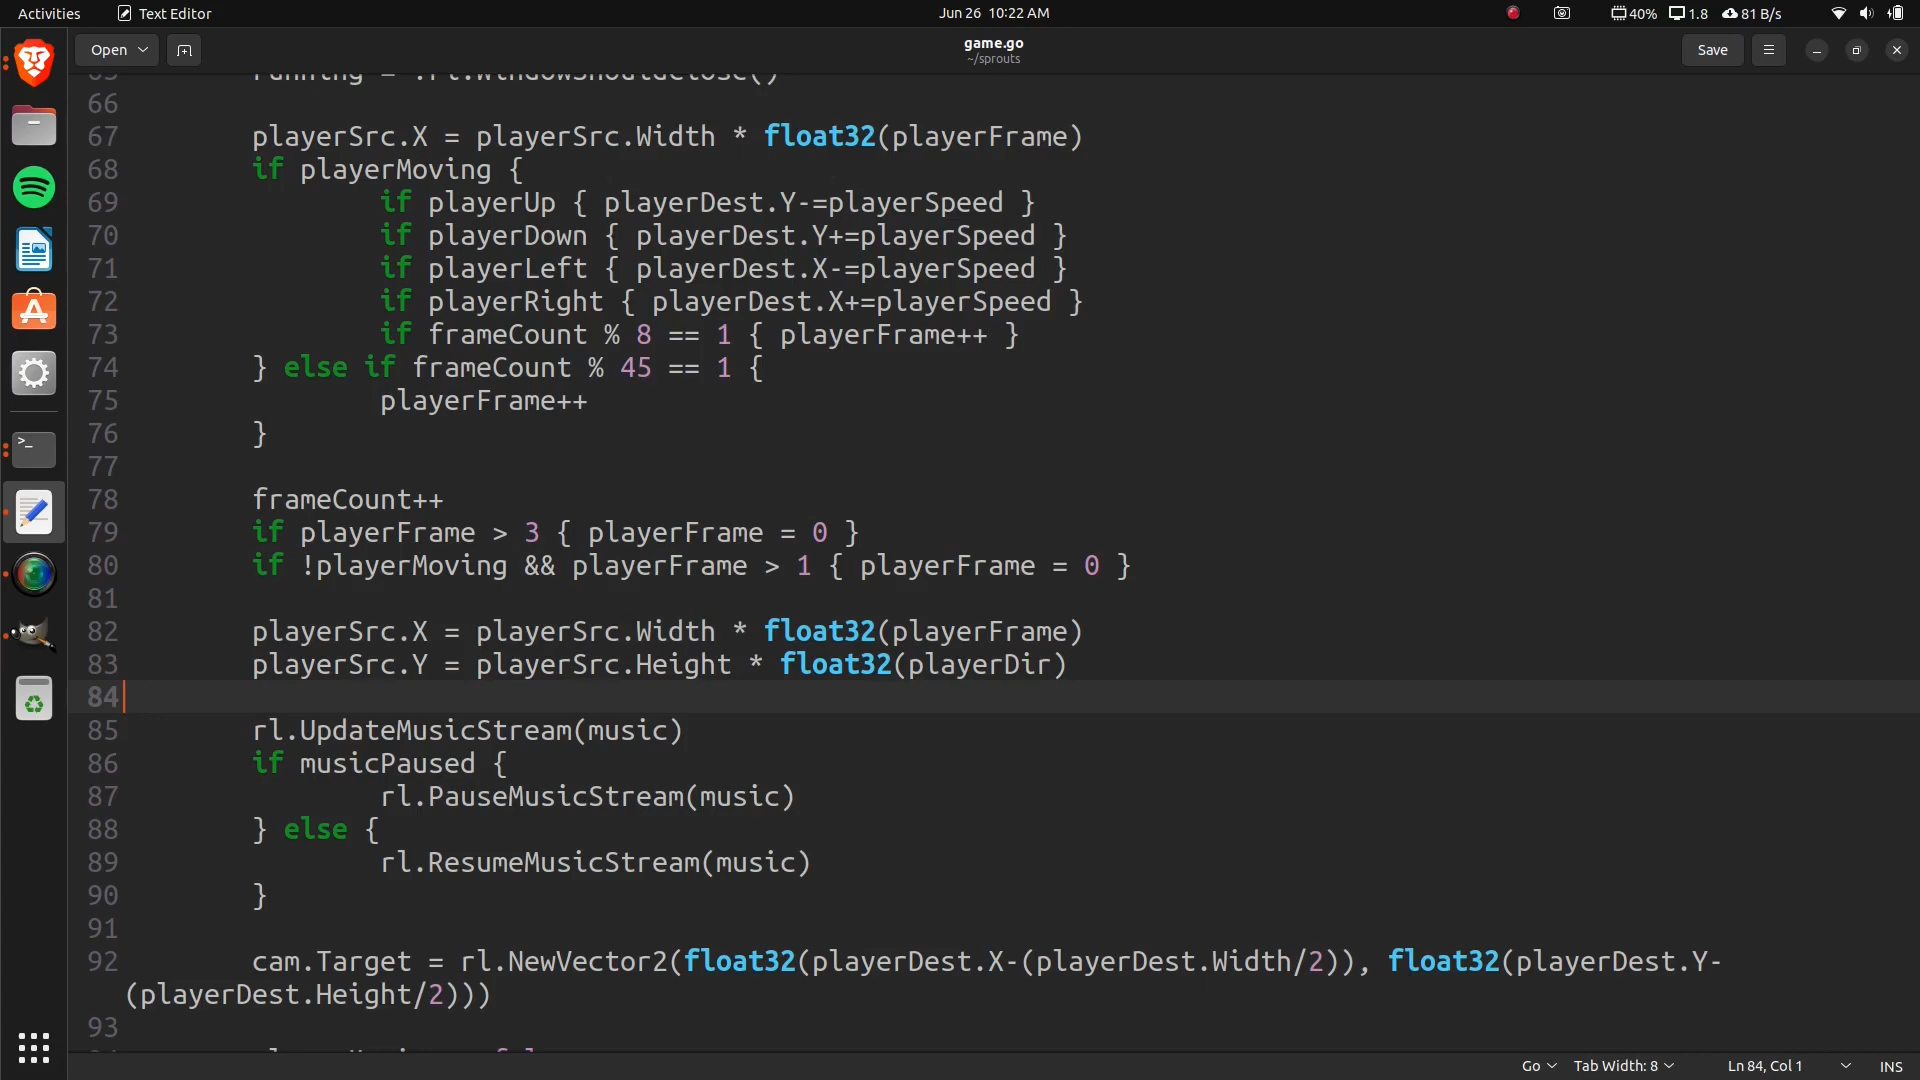 Activities
Text Editor
Jun 26 10:22 AM
40%
1.8
81 B/s
Open
game.go
~/sprouts
Save
66
67 playerSrc.X = playerSrc.Width * float32(playerFrame)
68 if playerMoving {
69 if playerUp { playerDest.Y-=playerSpeed }
70 if playerDown { playerDest.Y+=playerSpeed }
71 if playerLeft { playerDest.X-=playerSpeed }
72 if playerRight { playerDest.X+=playerSpeed }
73 if frameCount % 8 == 1 { playerFrame++ }
74 } else if frameCount % 45 == 1 {
75 playerFrame++
76 }
77
78 frameCount++
79 if playerFrame > 3 { playerFrame = 0 }
80 if !playerMoving && playerFrame > 1 { playerFrame = 0 }
81
82 playerSrc.X = playerSrc.Width * float32(playerFrame)
83 playerSrc.Y = playerSrc.Height * float32(playerDir)
84
85 rl.UpdateMusicStream(music)
86 if musicPaused {
87 rl.PauseMusicStream(music)
88 } else {
89 rl.ResumeMusicStream(music)
90 }
91
92 cam.Target = rl.NewVector2(float32(playerDest.X-(playerDest.Width/2)), float32(playerDest.Y-
(playerDest.Height/2)))
93
Go
Tab Width: 8
Ln 84, Col 1
INS